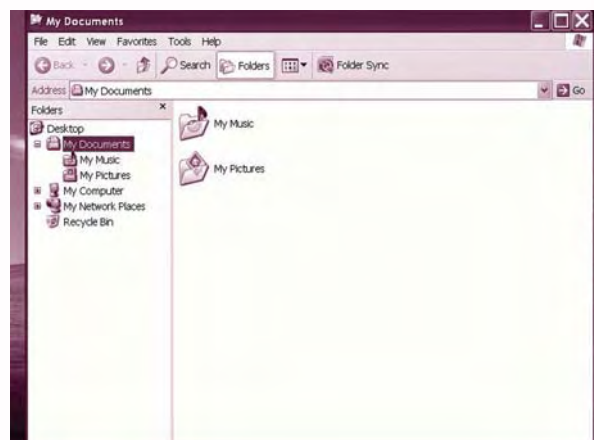 My Documents
File Edit View Favorites Tools Help
Back Search Folders Folder Sync
Address My Documents Go
Folders ×
Desktop
My Documents
My Music
My Pictures
My Computer
My Network Places
Recycle Bin
My Music
My Pictures